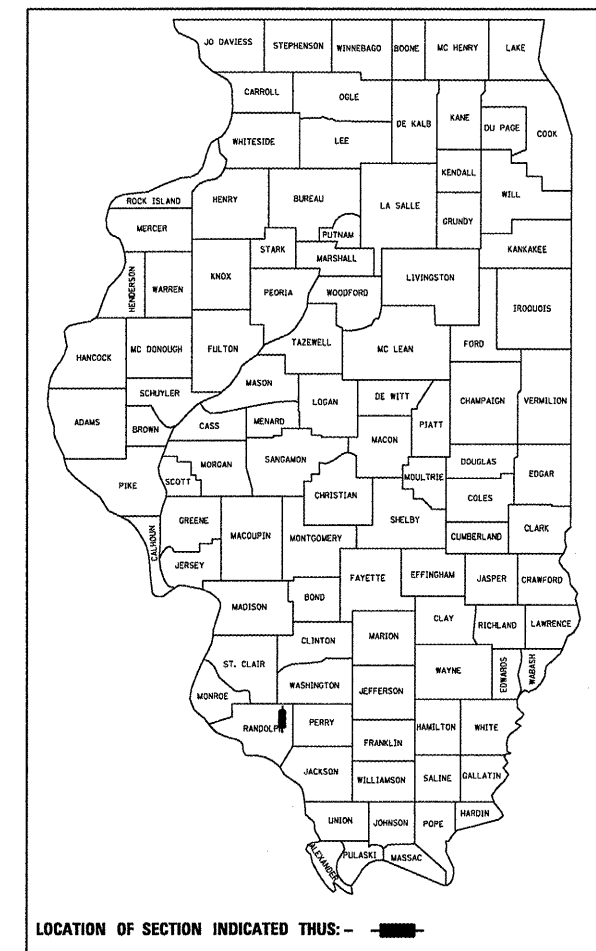 JO DAVIESS STEPHENSON WINNEBAGO BOONE MC HENRY LAKE
CARROLL OGLE DE KALB KANE DU PAGE COOK
WHITESIDE LEE
KENDALL WILL
ROCK ISLAND HENRY BUREAU LA SALLE GRUNDY
MERCER PUTNAM
STARK MARSHALL KANKAKEE
HENDERSON WARREN KNOX PEORIA WOODFORD LIVINGSTON IROQUOIS
HANCOCK MC DONOUGH FULTON TAZEWELL MC LEAN FORD
MASON
SCHUYLER LOGAN DE WITT CHAMPAIGN VERMILION
ADAMS BROWN CASS MENARD PIATT
MACON
MORGAN SANGAMON DOUGLAS EDGAR
PIKE SCOTT CHRISTIAN MOULTRIE COLES
GREENE MACOUPIN MONTGOMERY SHELBY CUMBERLAND CLARK
CALHOUN JERSEY FAYETTE EFFINGHAM JASPER CRAWFORD
MADISON BOND
CLINTON MARION CLAY RICHLAND LAWRENCE
ST. CLAIR WAYNE EDWARDS WABASH
MONROE WASHINGTON JEFFERSON
RANDOLPH PERRY HAMILTON WHITE
FRANKLIN
JACKSON WILLIAMSON SALINE GALLATIN
UNION JOHNSON POPE HARDIN
ALEXANDER PULASKI MASSAC
LOCATION OF SECTION INDICATED THUS: -